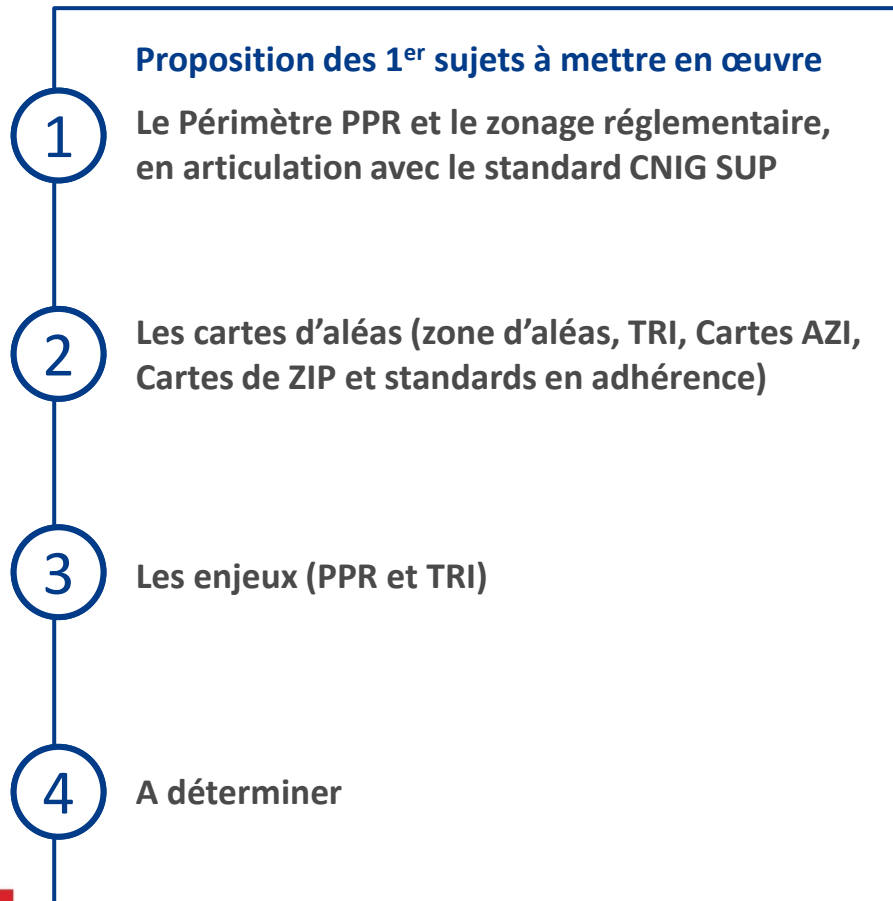 Proposition des 1er sujets à mettre en œuvre
1
Le Périmètre PPR et le zonage réglementaire,
en articulation avec le standard CNIG SUP
2
Les cartes d’aléas (zone d’aléas, TRI, Cartes AZI,
Cartes de ZIP et standards en adhérence)
3
Les enjeux (PPR et TRI)
4
A déterminer